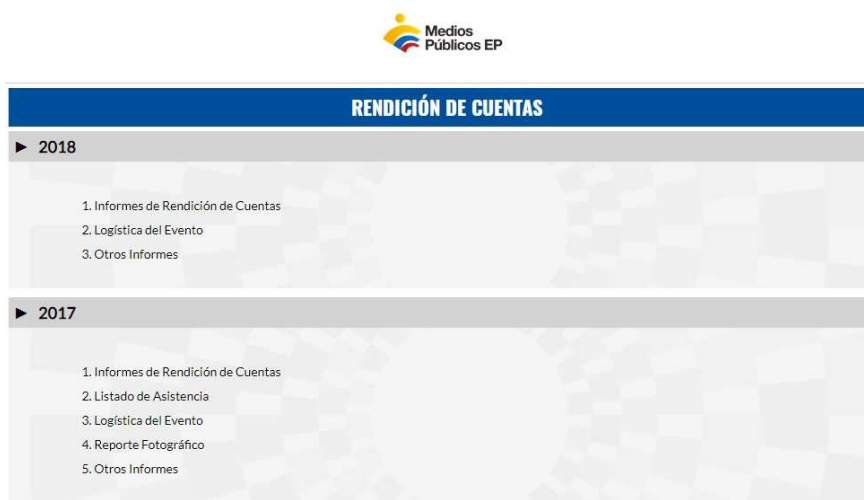 Medios
Públicos EP
RENDICIÓN DE CUENTAS
► 2018
1. Informes de Rendición de Cuentas
2. Logística del Evento
3. Otros Informes
► 2017
1. Informes de Rendición de Cuentas
2. Listado de Asistencia
3. Logística del Evento
4. Reporte Fotográfico
5. Otros Informes